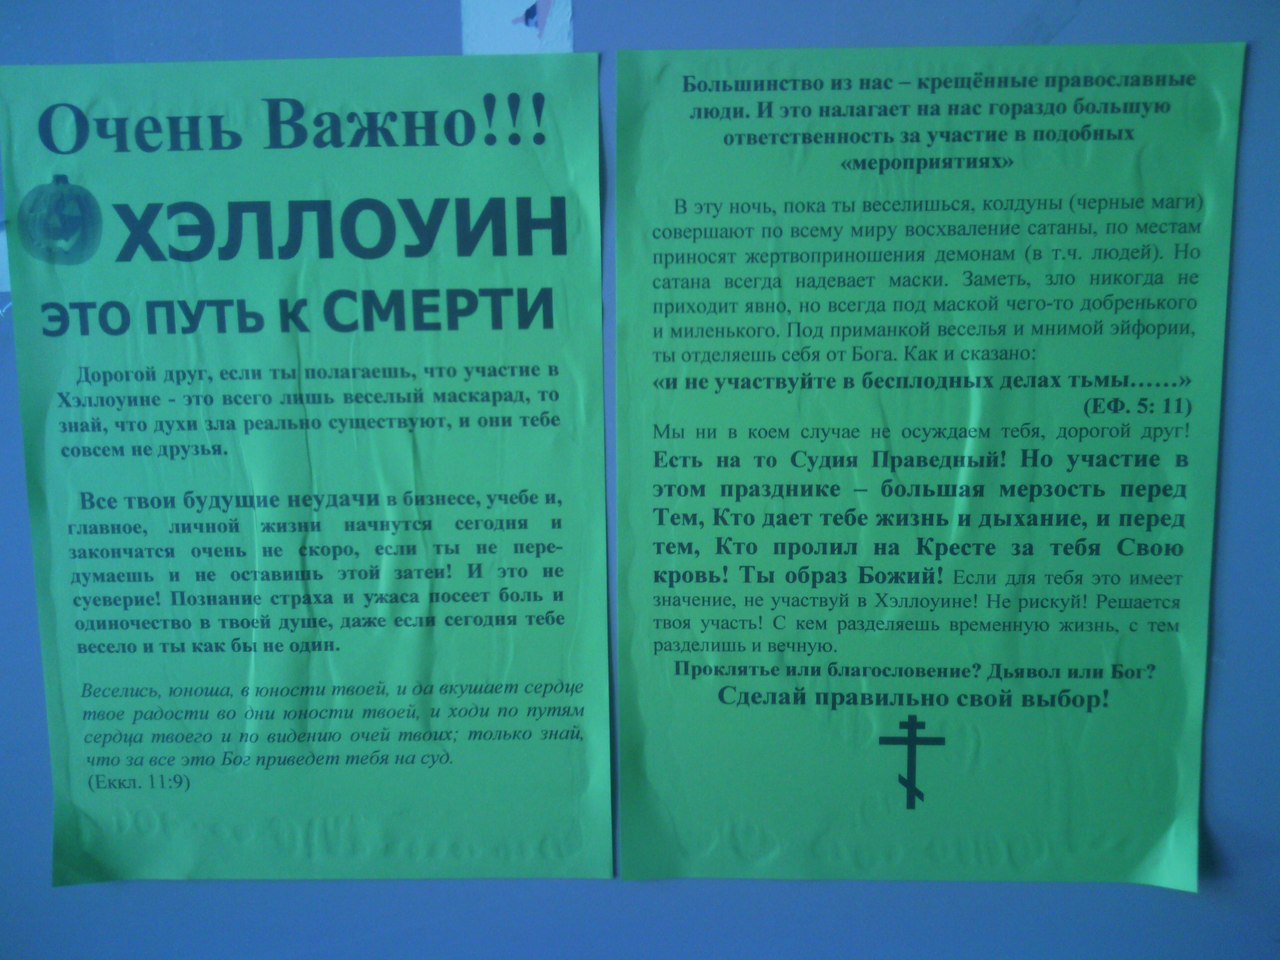 Очень Важно!!!
ХЭЛЛОУИН
ЭТО ПУТЬ К СМЕРТИ
Дорогой друг, если ты полагаешь, что участие в
Хэллоуине - это всего лишь веселый маскарад, то
знай, что духи зла реально существуют, и они тебе
совсем не друзья.
Все твои будущие неудачи в бизнесе, учебе и,
главное, личной жизни начнутся сегодня и
закончатся очень не скоро, если ты не пере-
думаешь и не оставишь этой затеи! И это не
суеверие! Познание страха и ужаса посеет боль и
одиночество в твоей душе, даже если сегодня тебе
весело и ты как бы не один.
Веселись, юноша, в юности твоей, и да вкушает сердце
твое радости во дни юности твоей, и ходи по путям
сердца твоего и по видению очей твоих; только знай,
что за все это Бог приведет тебя на суд.
(Еккл. 11:9)
Большинство из нас – крещённые православные
люди. И это налагает на нас гораздо большую
ответственность за участие в подобных
«мероприятиях»
В эту ночь, пока ты веселишься, колдуны (черные маги)
совершают по всему миру восхваление сатаны, по местам
приносят жертвоприношения демонам (в т.ч. людей). Но
сатана всегда надевает маски. Заметь, зло никогда не
приходит явно, но всегда под маской чего-то добренького
и миленького. Под приманкой веселья и мнимой эйфории,
ты отделяешь себя от Бога. Как и сказано:
«и не участвуйте в бесплодных делах тьмы……»
(ЕФ. 5: 11)
Мы ни в коем случае не осуждаем тебя, дорогой друг!
Есть на то Судия Праведный! Но участие в
этом празднике – большая мерзость перед
Тем, Кто дает тебе жизнь и дыхание, и перед
тем, Кто пролил на Кресте за тебя Свою
кровь! Ты образ Божий! Если для тебя это имеет
значение, не участвуй в Хэллоуине! Не рискуй! Решается
твоя участь! С кем разделяешь временную жизнь, с тем
разделишь и вечную.
Проклятье или благословение? Дьявол или Бог?
Сделай правильно свой выбор!